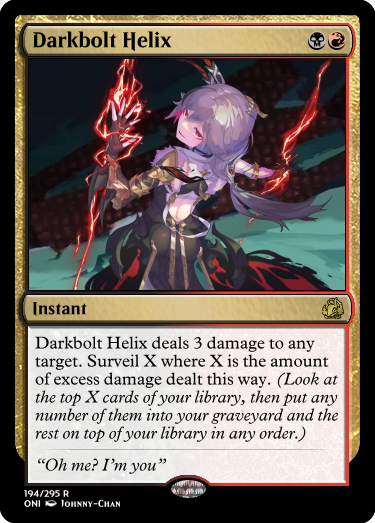 Darkbolt Helix
Instant
Darkbolt Helix deals 3 damage to any
target. Surveil X where X is the amount
of excess damage dealt this way. (Look at
the top X cards of your library, then put any
number of them into your graveyard and the
rest on top of your library in any order.)
“Oh me? I’m you”
194/295 R
ONI Johnny-Chan